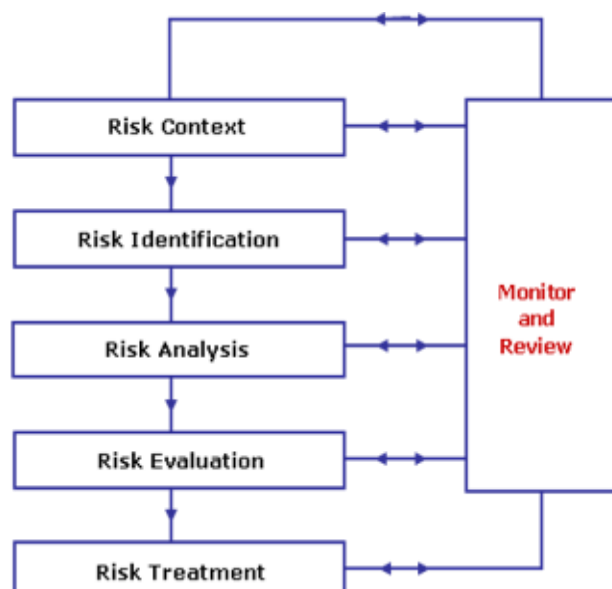 Risk Context
Risk Identification
Risk Analysis
Risk Evaluation
Risk Treatment
Monitor
and
Review